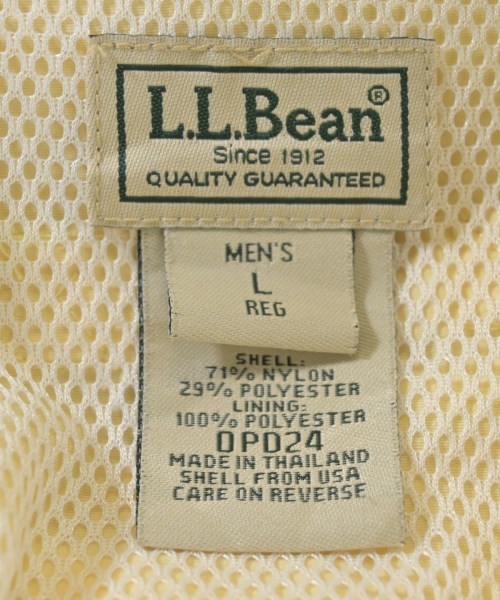 L.L.Bean®
Since 1912
QUALITY GUARANTEED
MEN'S
L
REG
SHELL:
71% NYLON
29% POLYESTER
LINING:
100% POLYESTER
OPD24
MADE IN THAILAND
SHELL FROM USA
CARE ON REVERSE